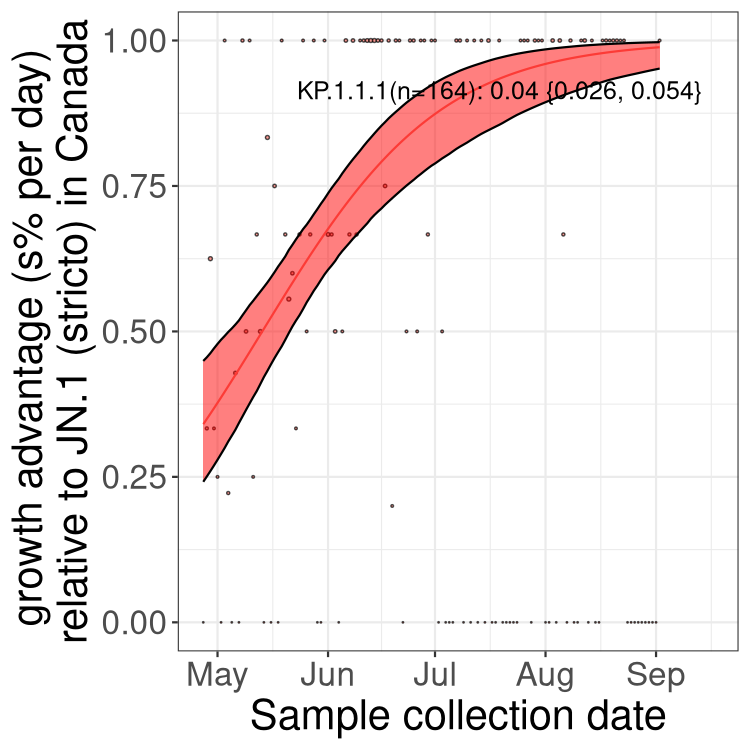 growth advantage (s% per day)
relative to JN.1 (stricto) in Canada
1.00
0.75
0.50
0.25
0.00
KP.1.1.1(n=164): 0.04 {0.026, 0.054}
May Jun Jul Aug Sep
Sample collection date